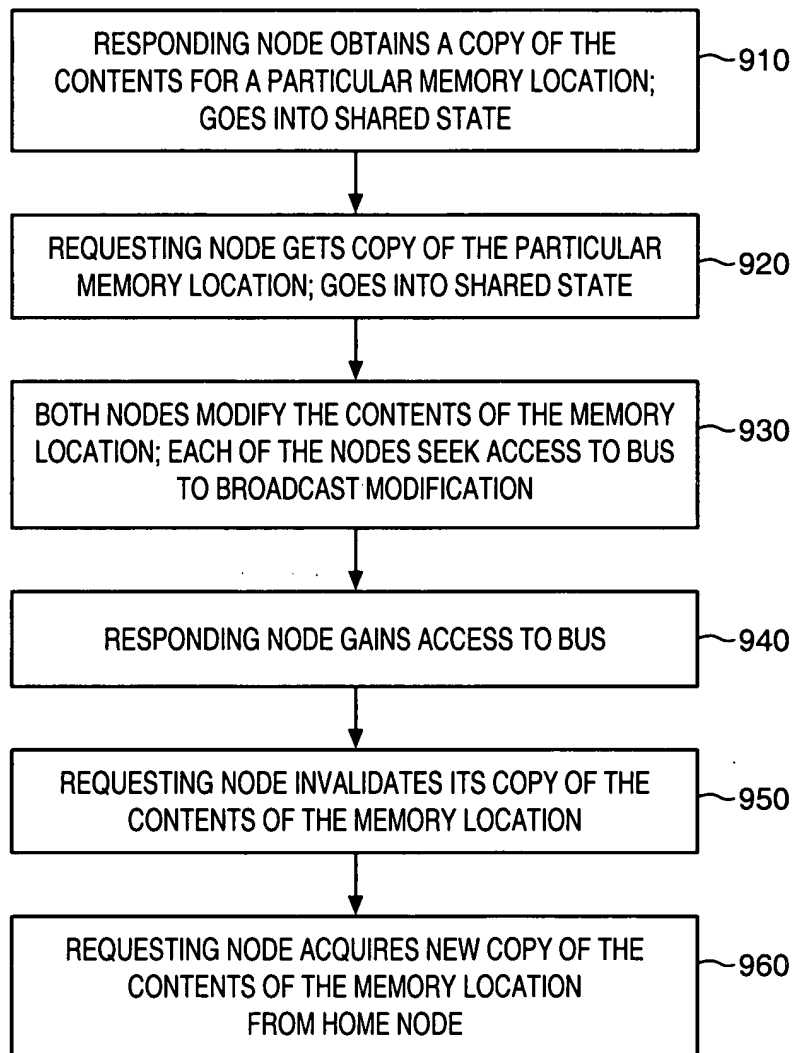 RESPONDING NODE OBTAINS A COPY OF THE
CONTENTS FOR A PARTICULAR MEMORY LOCATION;
GOES INTO SHARED STATE
910
REQUESTING NODE GETS COPY OF THE PARTICULAR
MEMORY LOCATION; GOES INTO SHARED STATE
920
BOTH NODES MODIFY THE CONTENTS OF THE MEMORY
LOCATION; EACH OF THE NODES SEEK ACCESS TO BUS
TO BROADCAST MODIFICATION
930
RESPONDING NODE GAINS ACCESS TO BUS
940
REQUESTING NODE INVALIDATES ITS COPY OF THE
CONTENTS OF THE MEMORY LOCATION
950
REQUESTING NODE ACQUIRES NEW COPY OF THE
CONTENTS OF THE MEMORY LOCATION
FROM HOME NODE
960